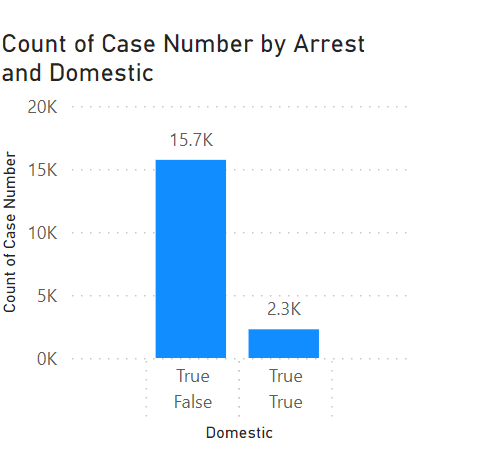 Count of Case Number by Arrest
and Domestic
20K
15.7K
15K
10K
5K
2.3K
0K
Count of Case Number
True True
False True
Domestic